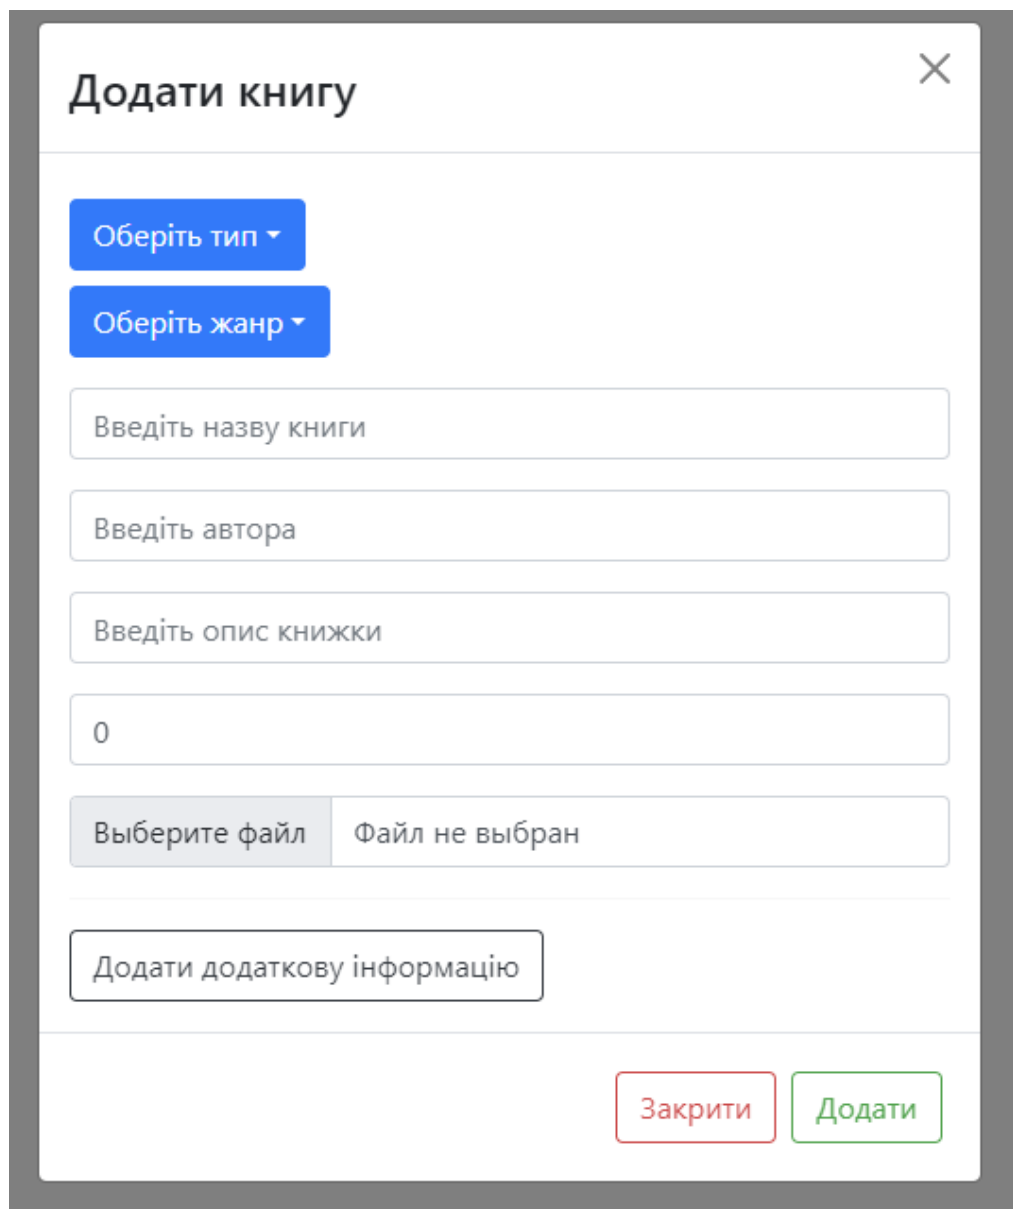 Додати книгу
Оберіть тип
Оберіть жанр
Введіть назву книги
Введіть автора
Введіть опис книжки
0
Выберите файл Файл не выбран
Додати додаткову інформацію
Закрити Додати